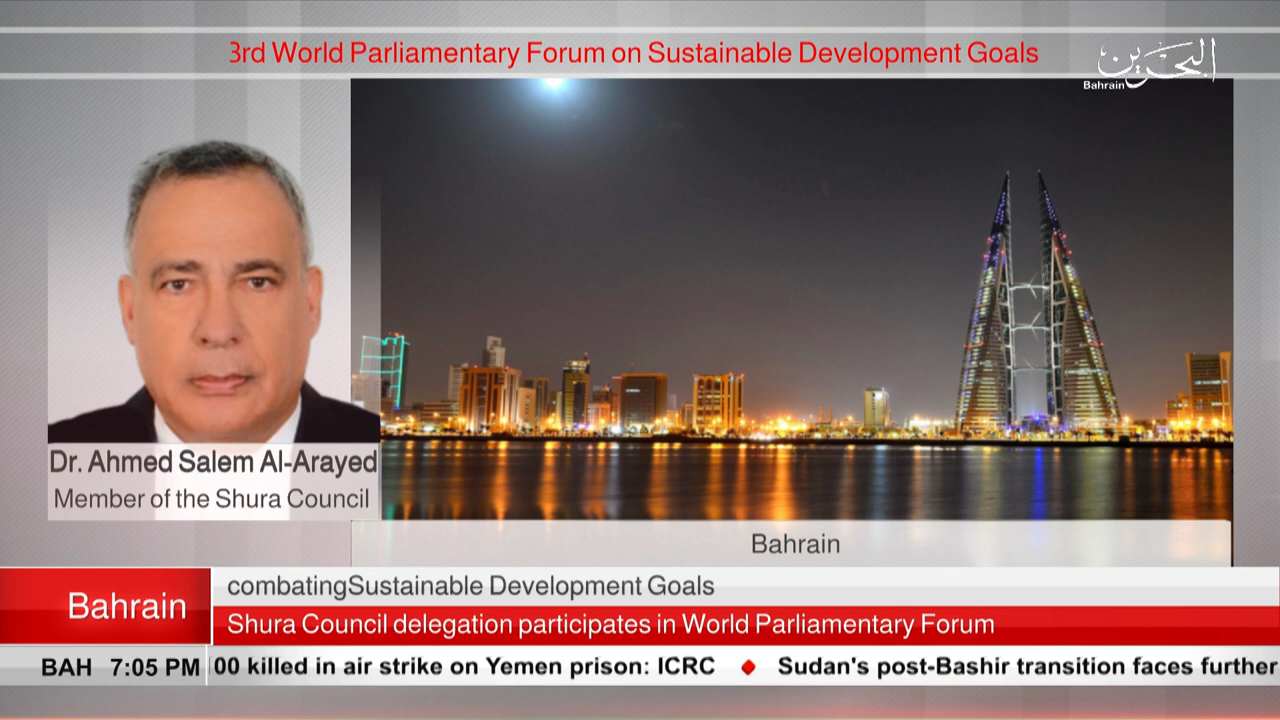 3rd World Parliamentary Forum on Sustainable Development Goals
البحرين
Bahrain
Dr. Ahmed Salem Al-Arayed
Member of the Shura Council
Bahrain
combatingSustainable Development Goals
Bahrain
Shura Council delegation participates in World Parliamentary Forum
BAH 7:05 PM 00 killed in air strike on Yemen prison: ICRC ♦ Sudan's post-Bashir transition faces further